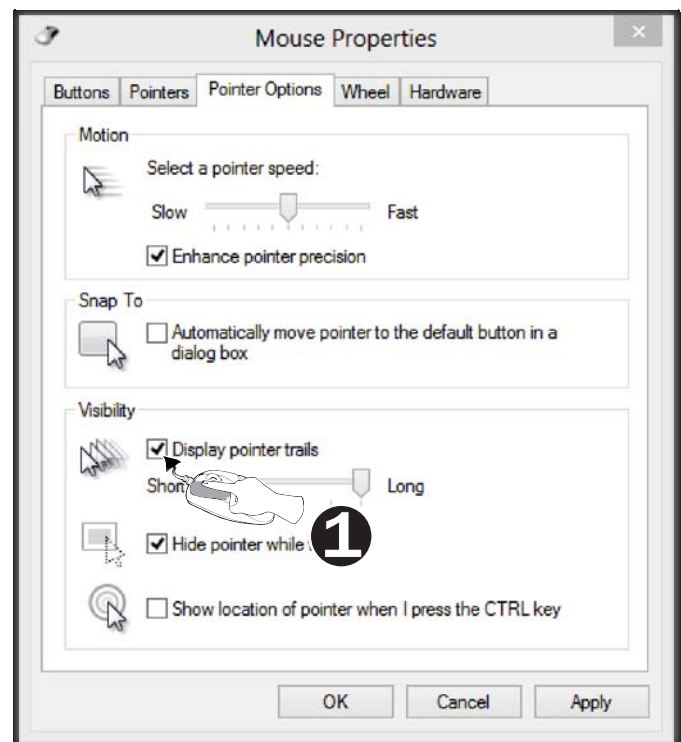 Mouse Properties
Buttons Pointers Pointer Options Wheel Hardware
Motion
Select a pointer speed:
Slow Fast
Enhance pointer precision
Snap To
Automatically move pointer to the default button in a
dialog box
Visibility
Display pointer trails
Short Long
1
Hide pointer while
Show location of pointer when I press the CTRL key
OK Cancel Apply